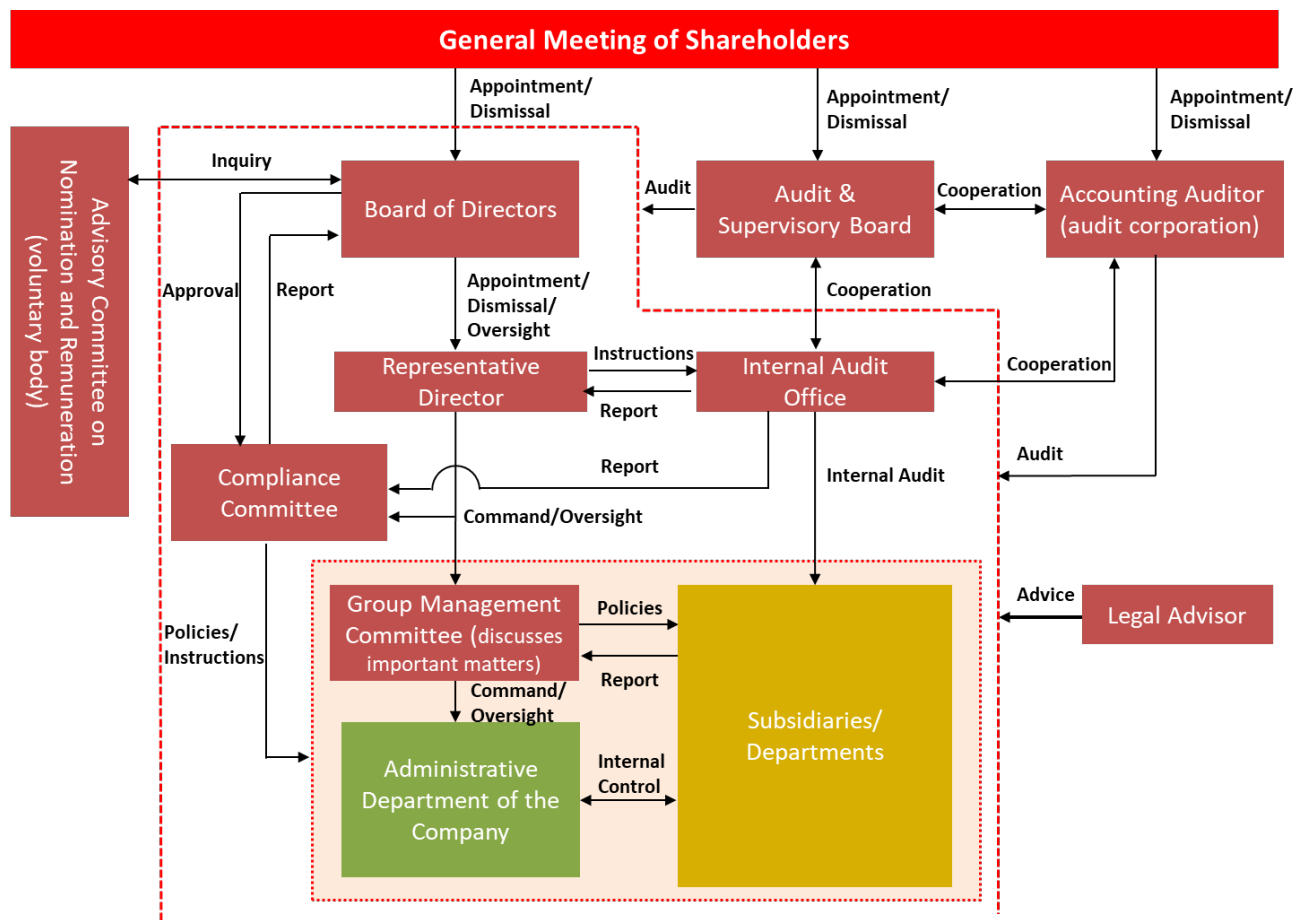 General Meeting of Shareholders
Appointment/
Dismissal
Appointment/
Dismissal
Appointment/
Dismissal
Advisory Committee on
Nomination and Remuneration
(voluntary body)
Inquiry
Board of Directors
Audit
Audit &
Supervisory Board
Cooperation
Accounting Auditor
(audit corporation)
Approval
Report
Appointment/
Dismissal/
Oversight
Cooperation
Representative
Director
Instructions
Report
Internal Audit
Office
Cooperation
Compliance
Committee
Report
Command/Oversight
Internal Audit
Audit
Policies/
Instructions
Group Management
Committee (discusses
important matters)
Policies
Report
Advice
Legal Advisor
Command/
Oversight
Subsidiaries/
Departments
Administrative
Department of the
Company
Internal
Control